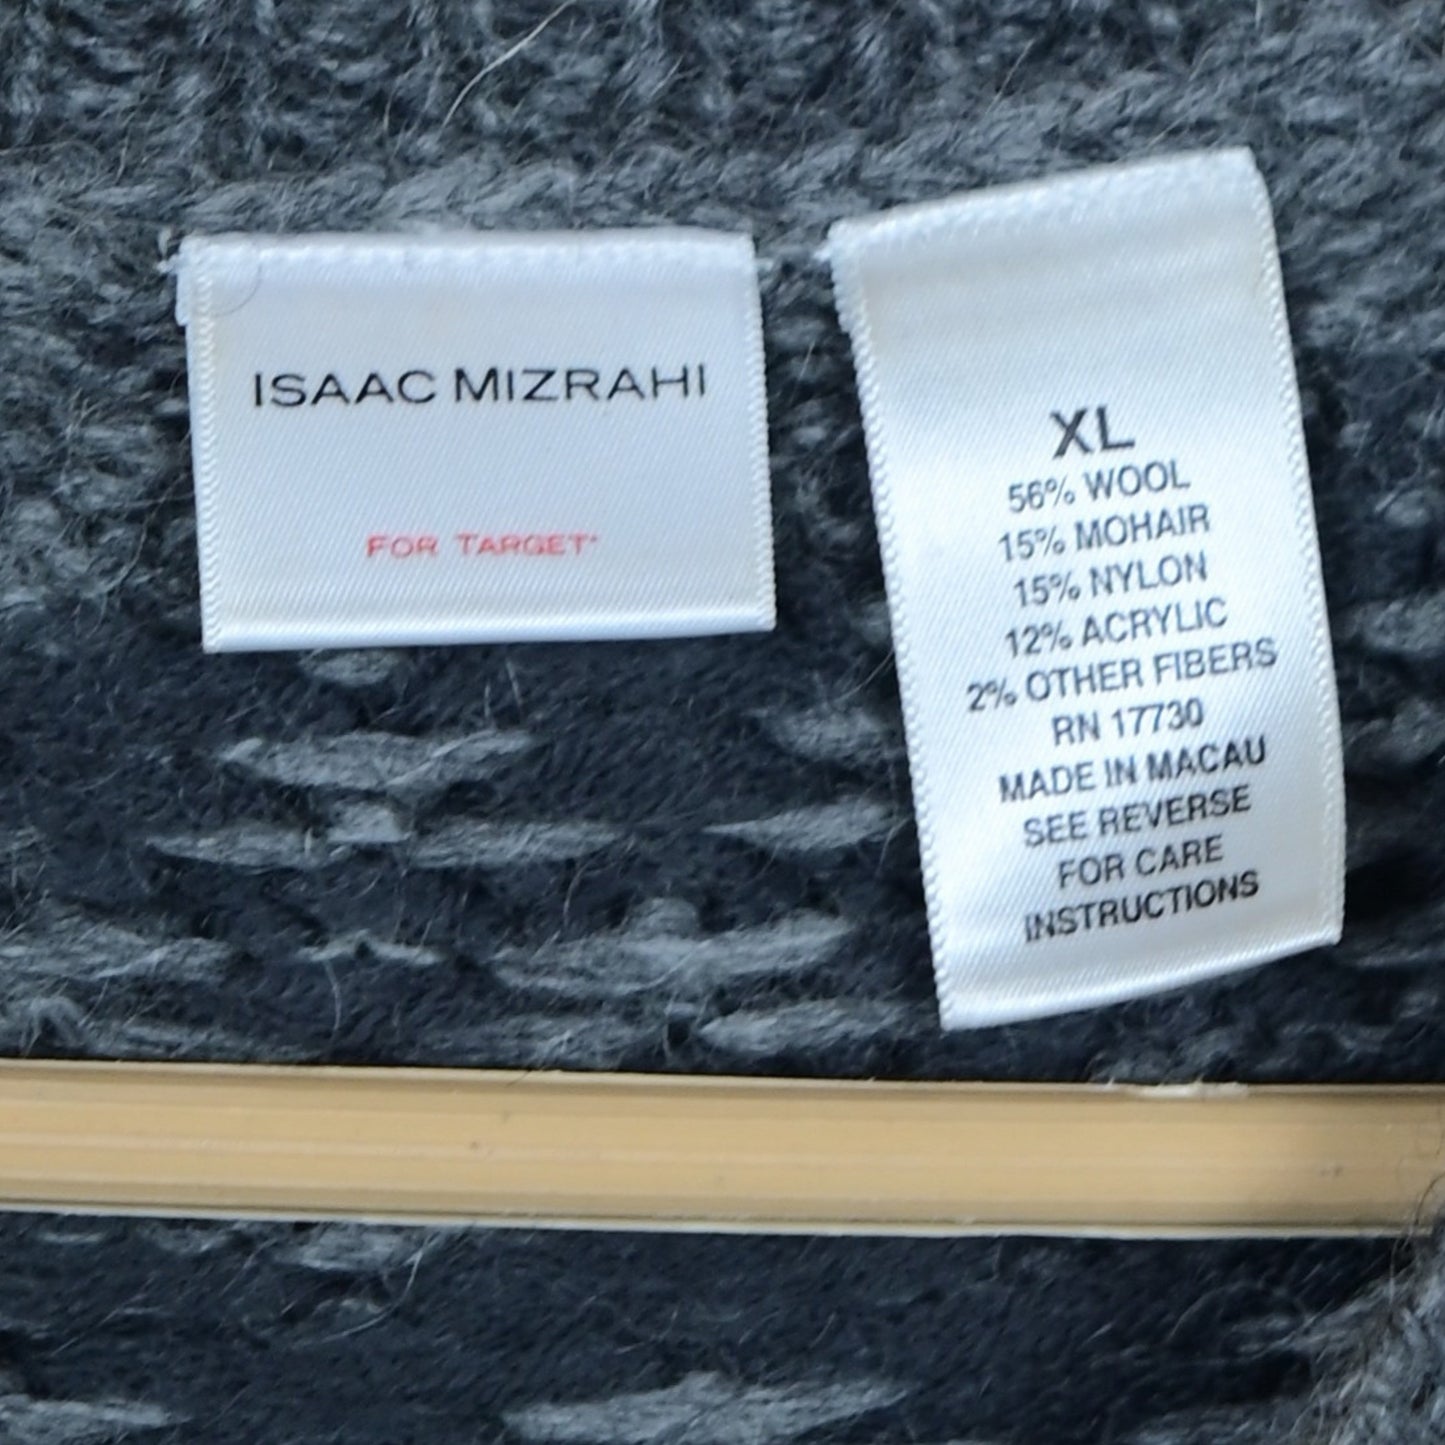 ISAAC MIZRAHI
FOR TARGET*
XL
56% WOOL
15% MOHAIR
15% NYLON
12% ACRYLIC
2% OTHER FIBERS
RN 17730
MADE IN MACAU
SEE REVERSE
FOR CARE
INSTRUCTIONS